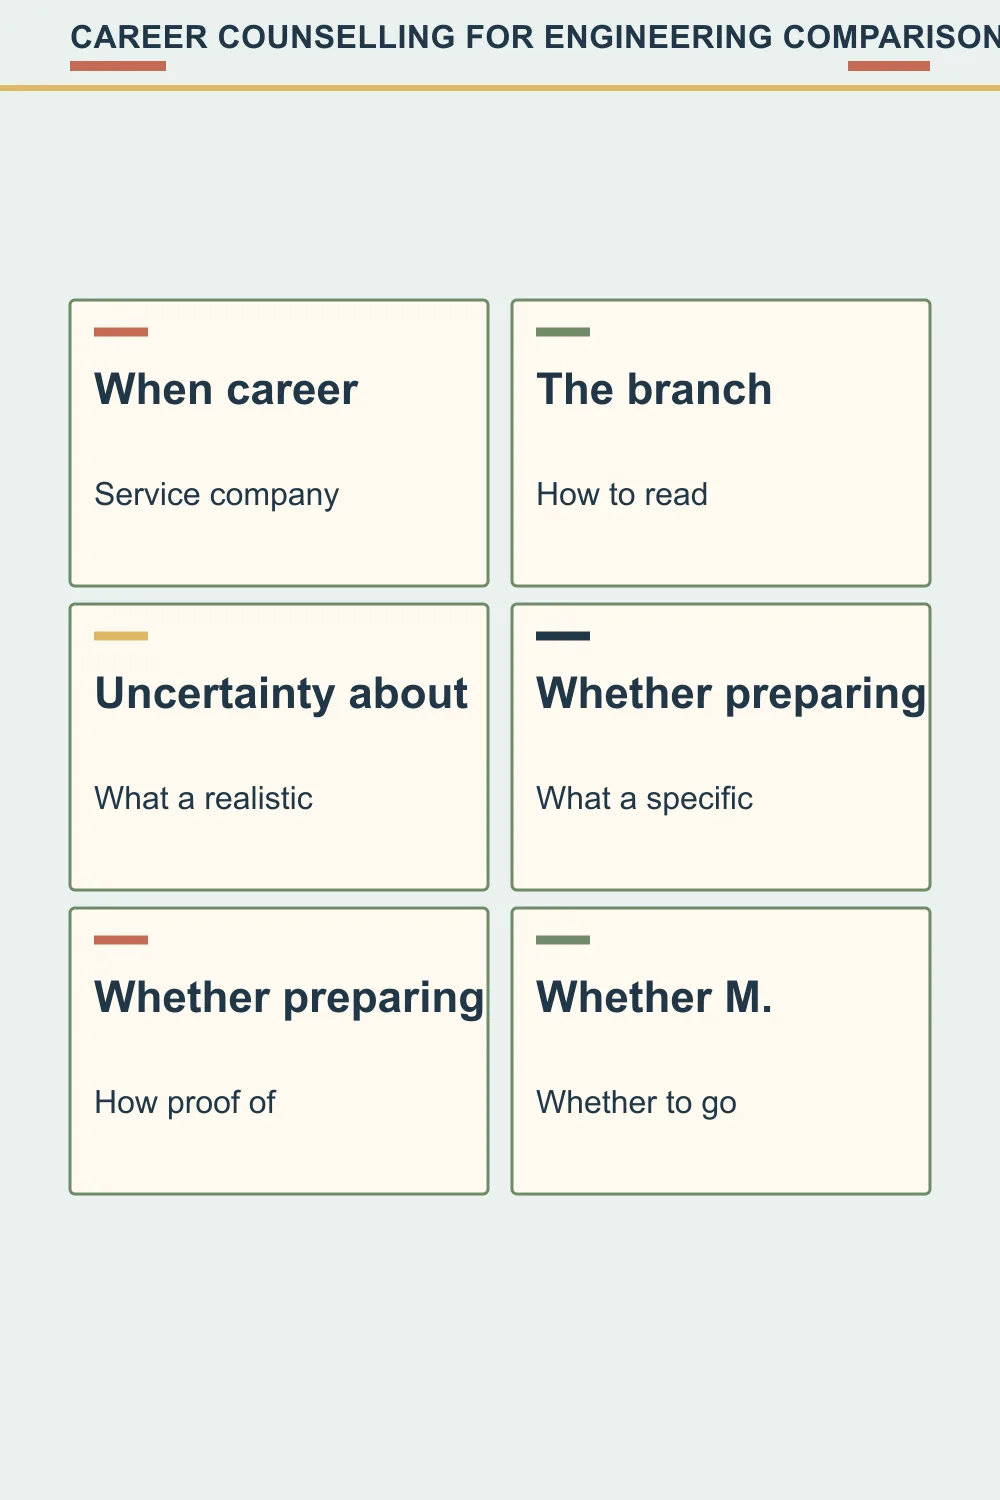 CAREER COUNSELLING FOR ENGINEERING COMPARISON
When career
Service company
The branch
How to read
Uncertainty about
What a realistic
Whether preparing
What a specific
Whether preparing
How proof of
Whether M.
Whether to go